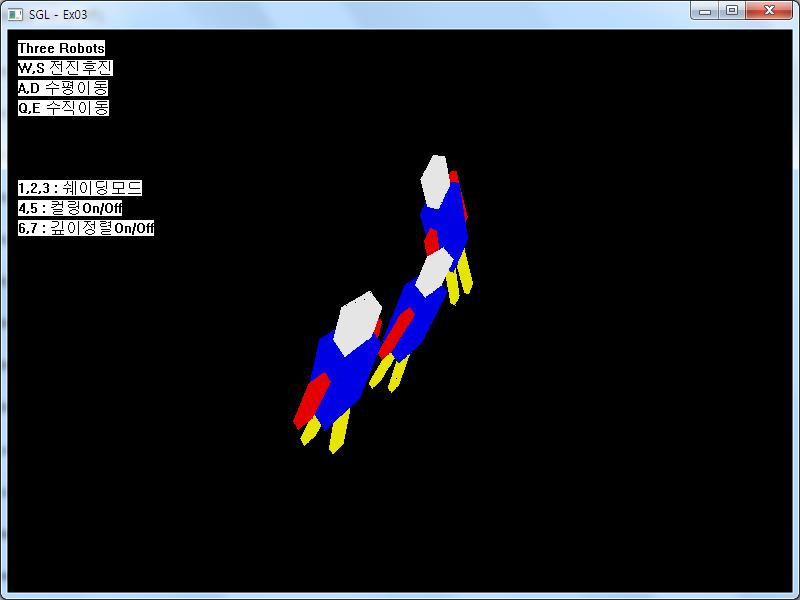 SGL - Ex03
Three Robots
W,S 전진후진
A,D 수평이동
Q,E 수직이동
1,2,3 : 쉐이딩모드
4,5 : 컬링On/Off
6,7 : 깊이정렬On/Off